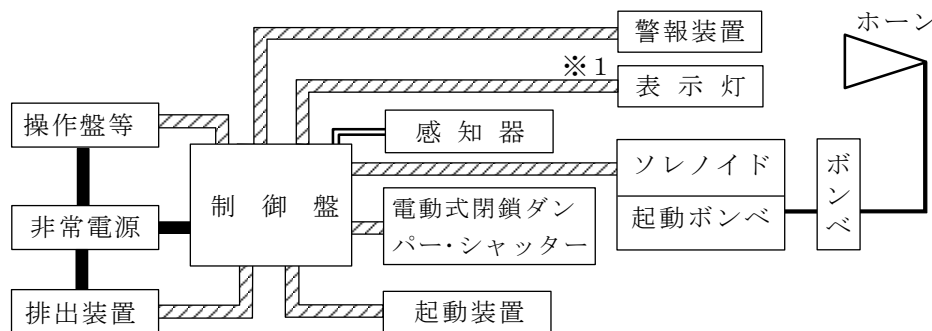 ホーン
警報装置
※1
表示灯
操作盤等
感知器
ソレノイド
起動ボンベ
ボンベ
制御盤
非常電源
電動式閉鎖ダン
パー・シャッター
排出装置
起動装置